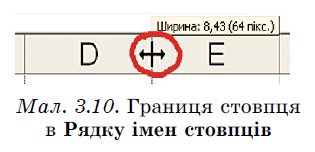 Ширина: 8,43 (64 пікс.)
D E
Мал. 3.10. Границя стовпця
в Рядку імен стовпців